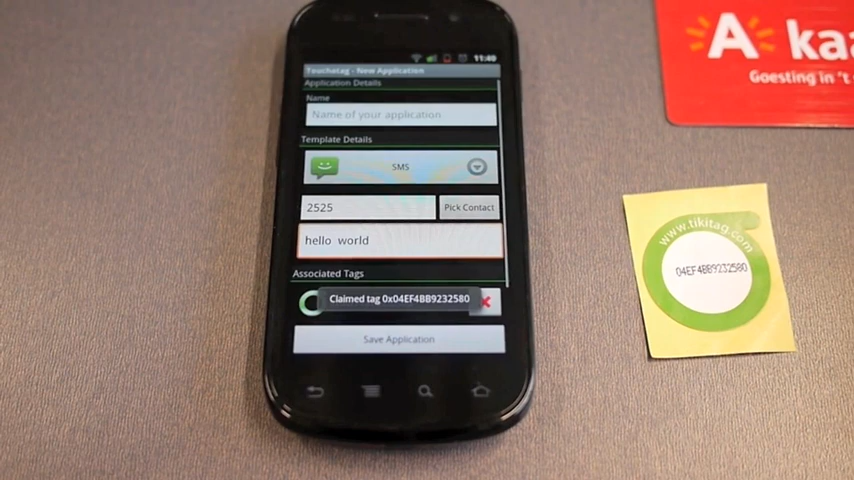 11:40
Touchatag - New Application
Application Details
Name
Name of your application
Template Details
SMS
2525
Pick Contact
hello world
Associated Tags
Claimed tag 0x04EF4BB9232580
Save Application
A kaa
Goesting in 't
www.tikitag.com
04EF4BB9232580